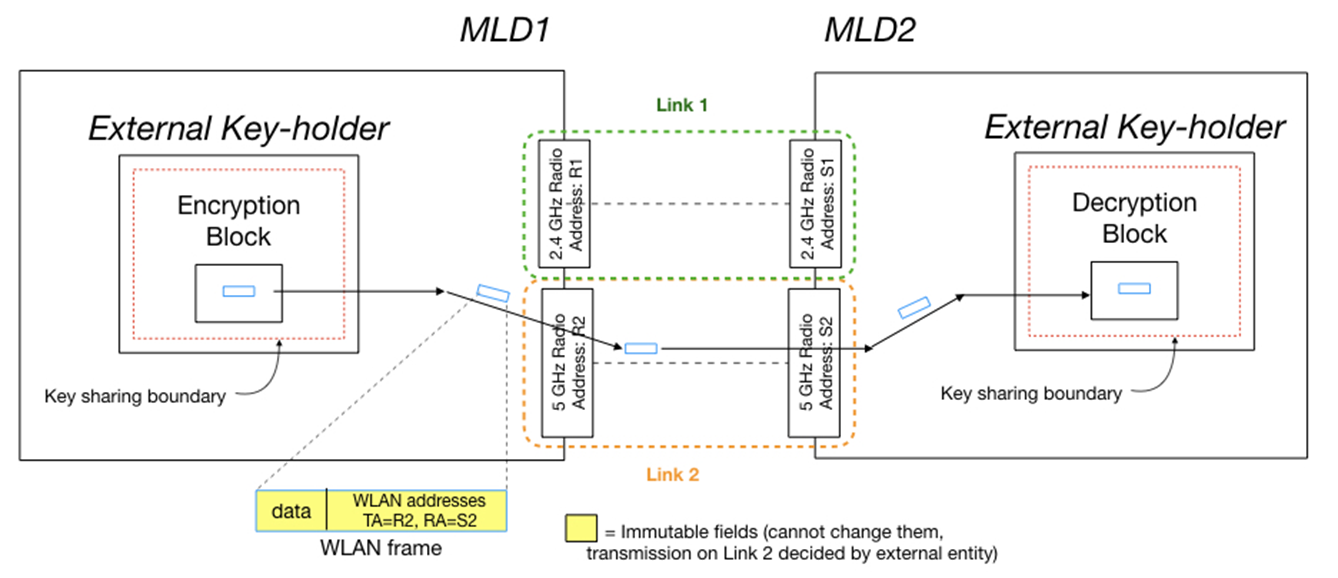 MLD1
MLD2
External Key-holder
Encryption
Block
Key sharing boundary
Link 1
2.4 GHz Radio
Address: R1
2.4 GHz Radio
Address: S1
5 GHz Radio
Address: R2
5 GHz Radio
Address: S2
Link 2
External Key-holder
Decryption
Block
Key sharing boundary
data
WLAN addresses
TA=R2, RA=S2
WLAN frame
= Immutable fields (cannot change them,
transmission on Link 2 decided by external entity)